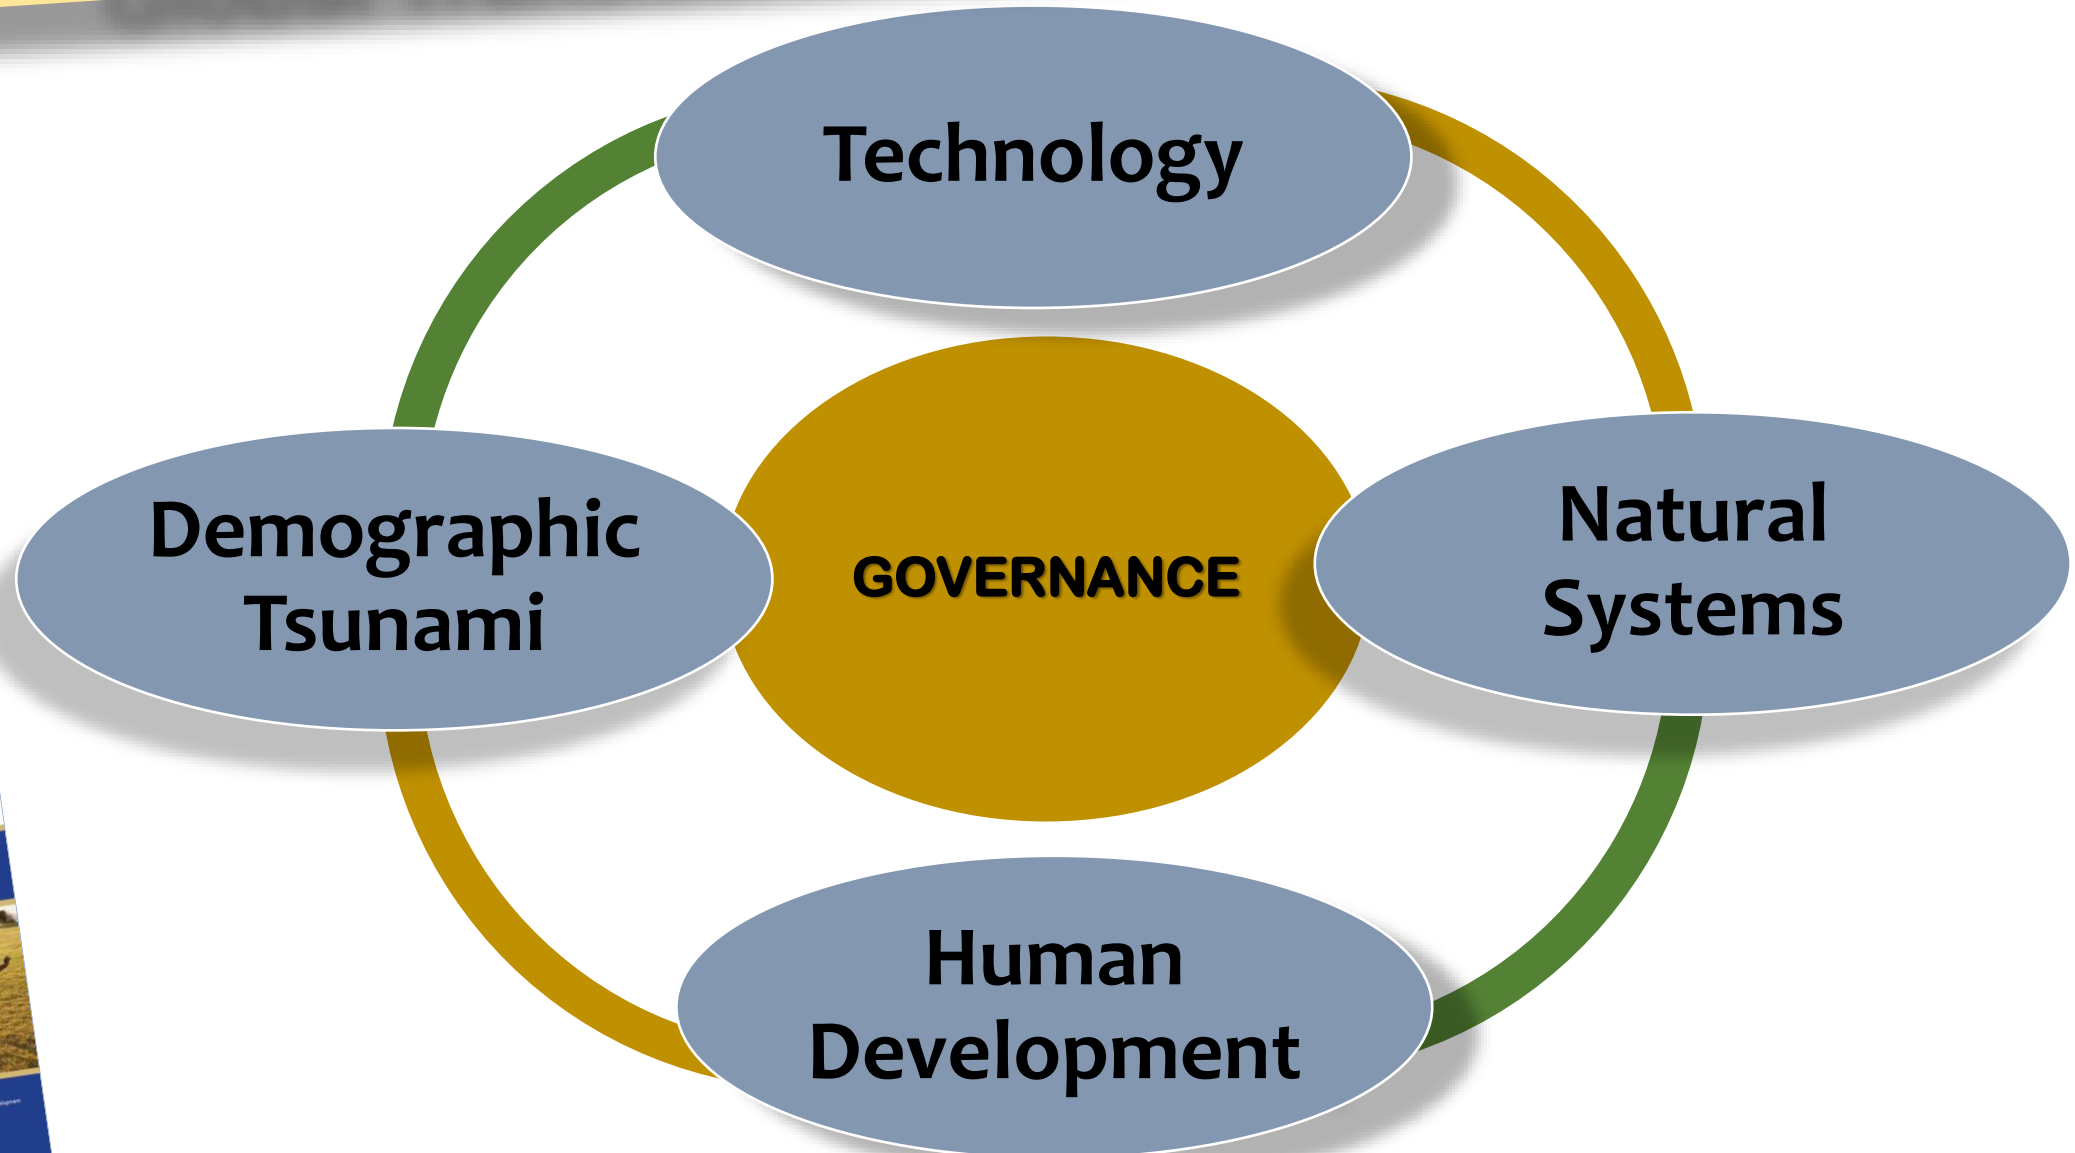 Technology
Demographic
Tsunami
GOVERNANCE
Natural
Systems
Human
Development